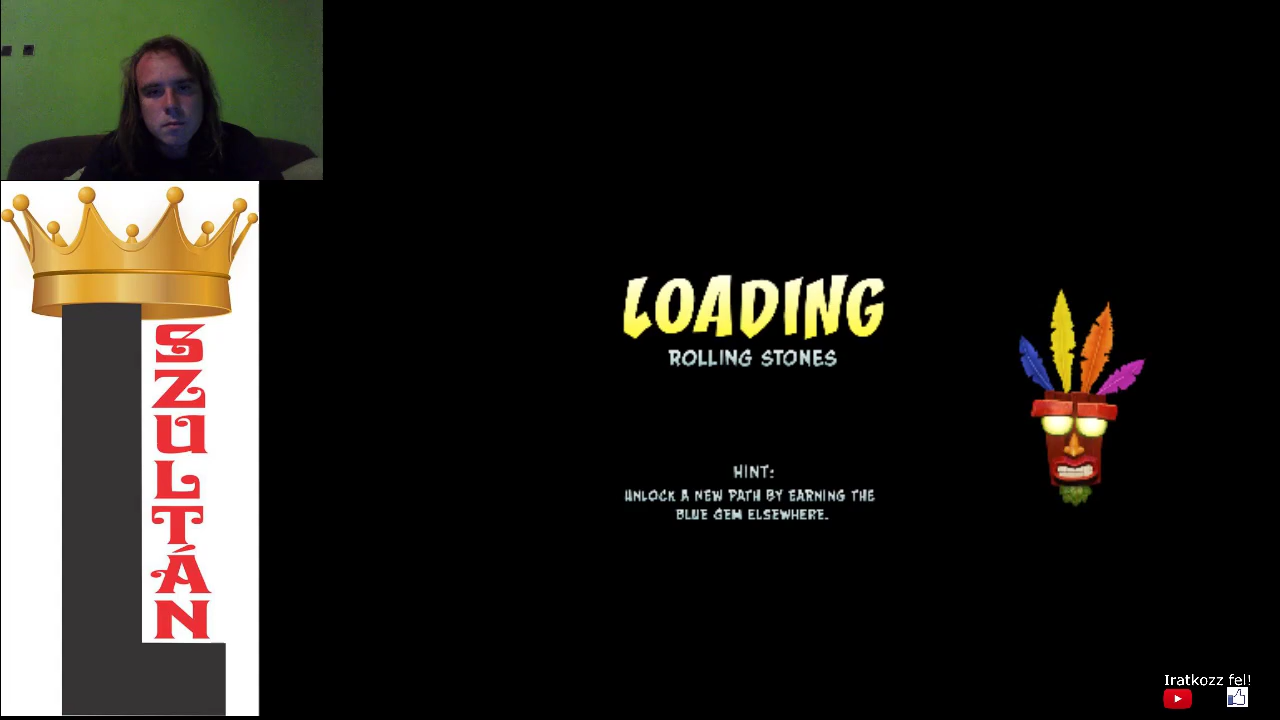 SZULTÁN
LOADING
ROLLING STONES
HINT:
UNLOCK A NEW PATH BY EARNING THE
BLUE GEM ELSEWHERE.
Iratkozz fel!